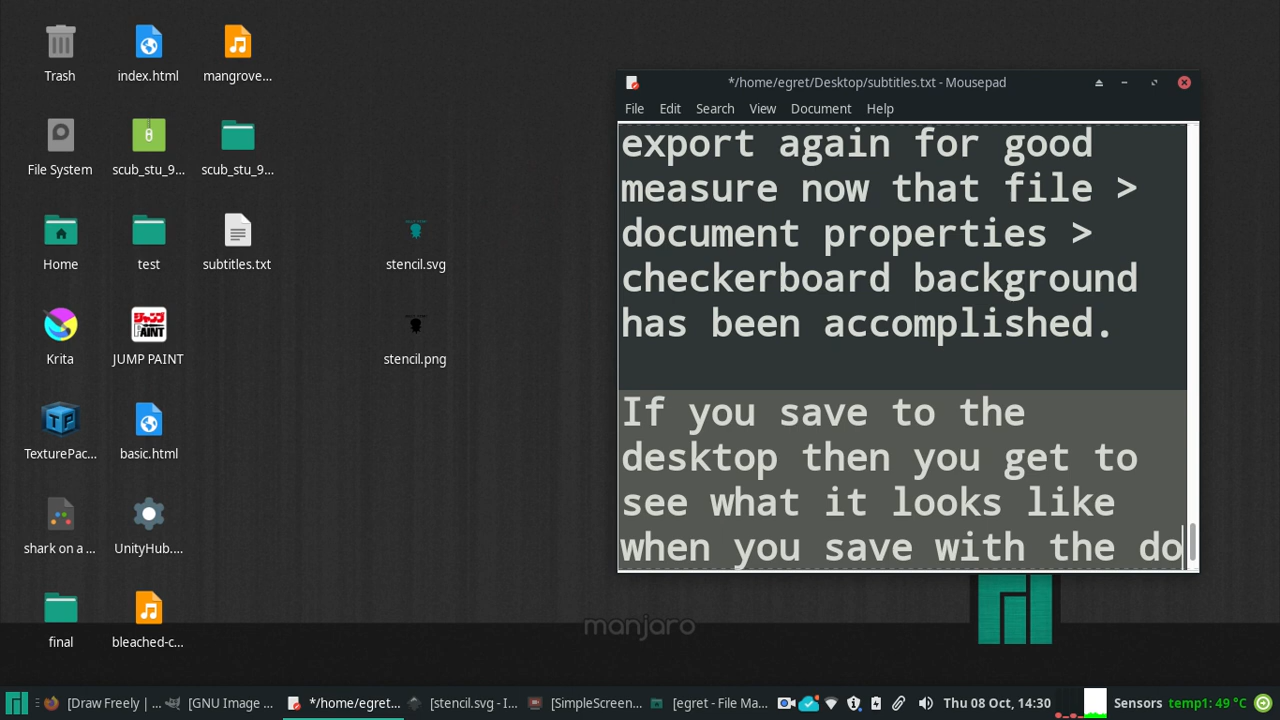 Trash
index.html
mangrove...
File System
scub_stu_9...
scub_stu_9...
Home
test
subtitles.txt
stencil.svg
Krita
JUMP PAINT
stencil.png
TexturePac...
basic.html
shark on a ...
UnityHub....
final
bleached-c...
*/home/egret/Desktop/subtitles.txt - Mousepad
File Edit Search View Document Help
export again for good
measure now that file >
document properties >
checkerboard background
has been accomplished.
If you save to the
desktop then you get to
see what it looks like
when you save with the do
manjaro
[Draw Freely | ... [GNU Image ... */home/egret... [stencil.svg - I... [SimpleScreen... [egret - File Ma... Thu 08 Oct, 14:30 Sensors temp1: 49 °C